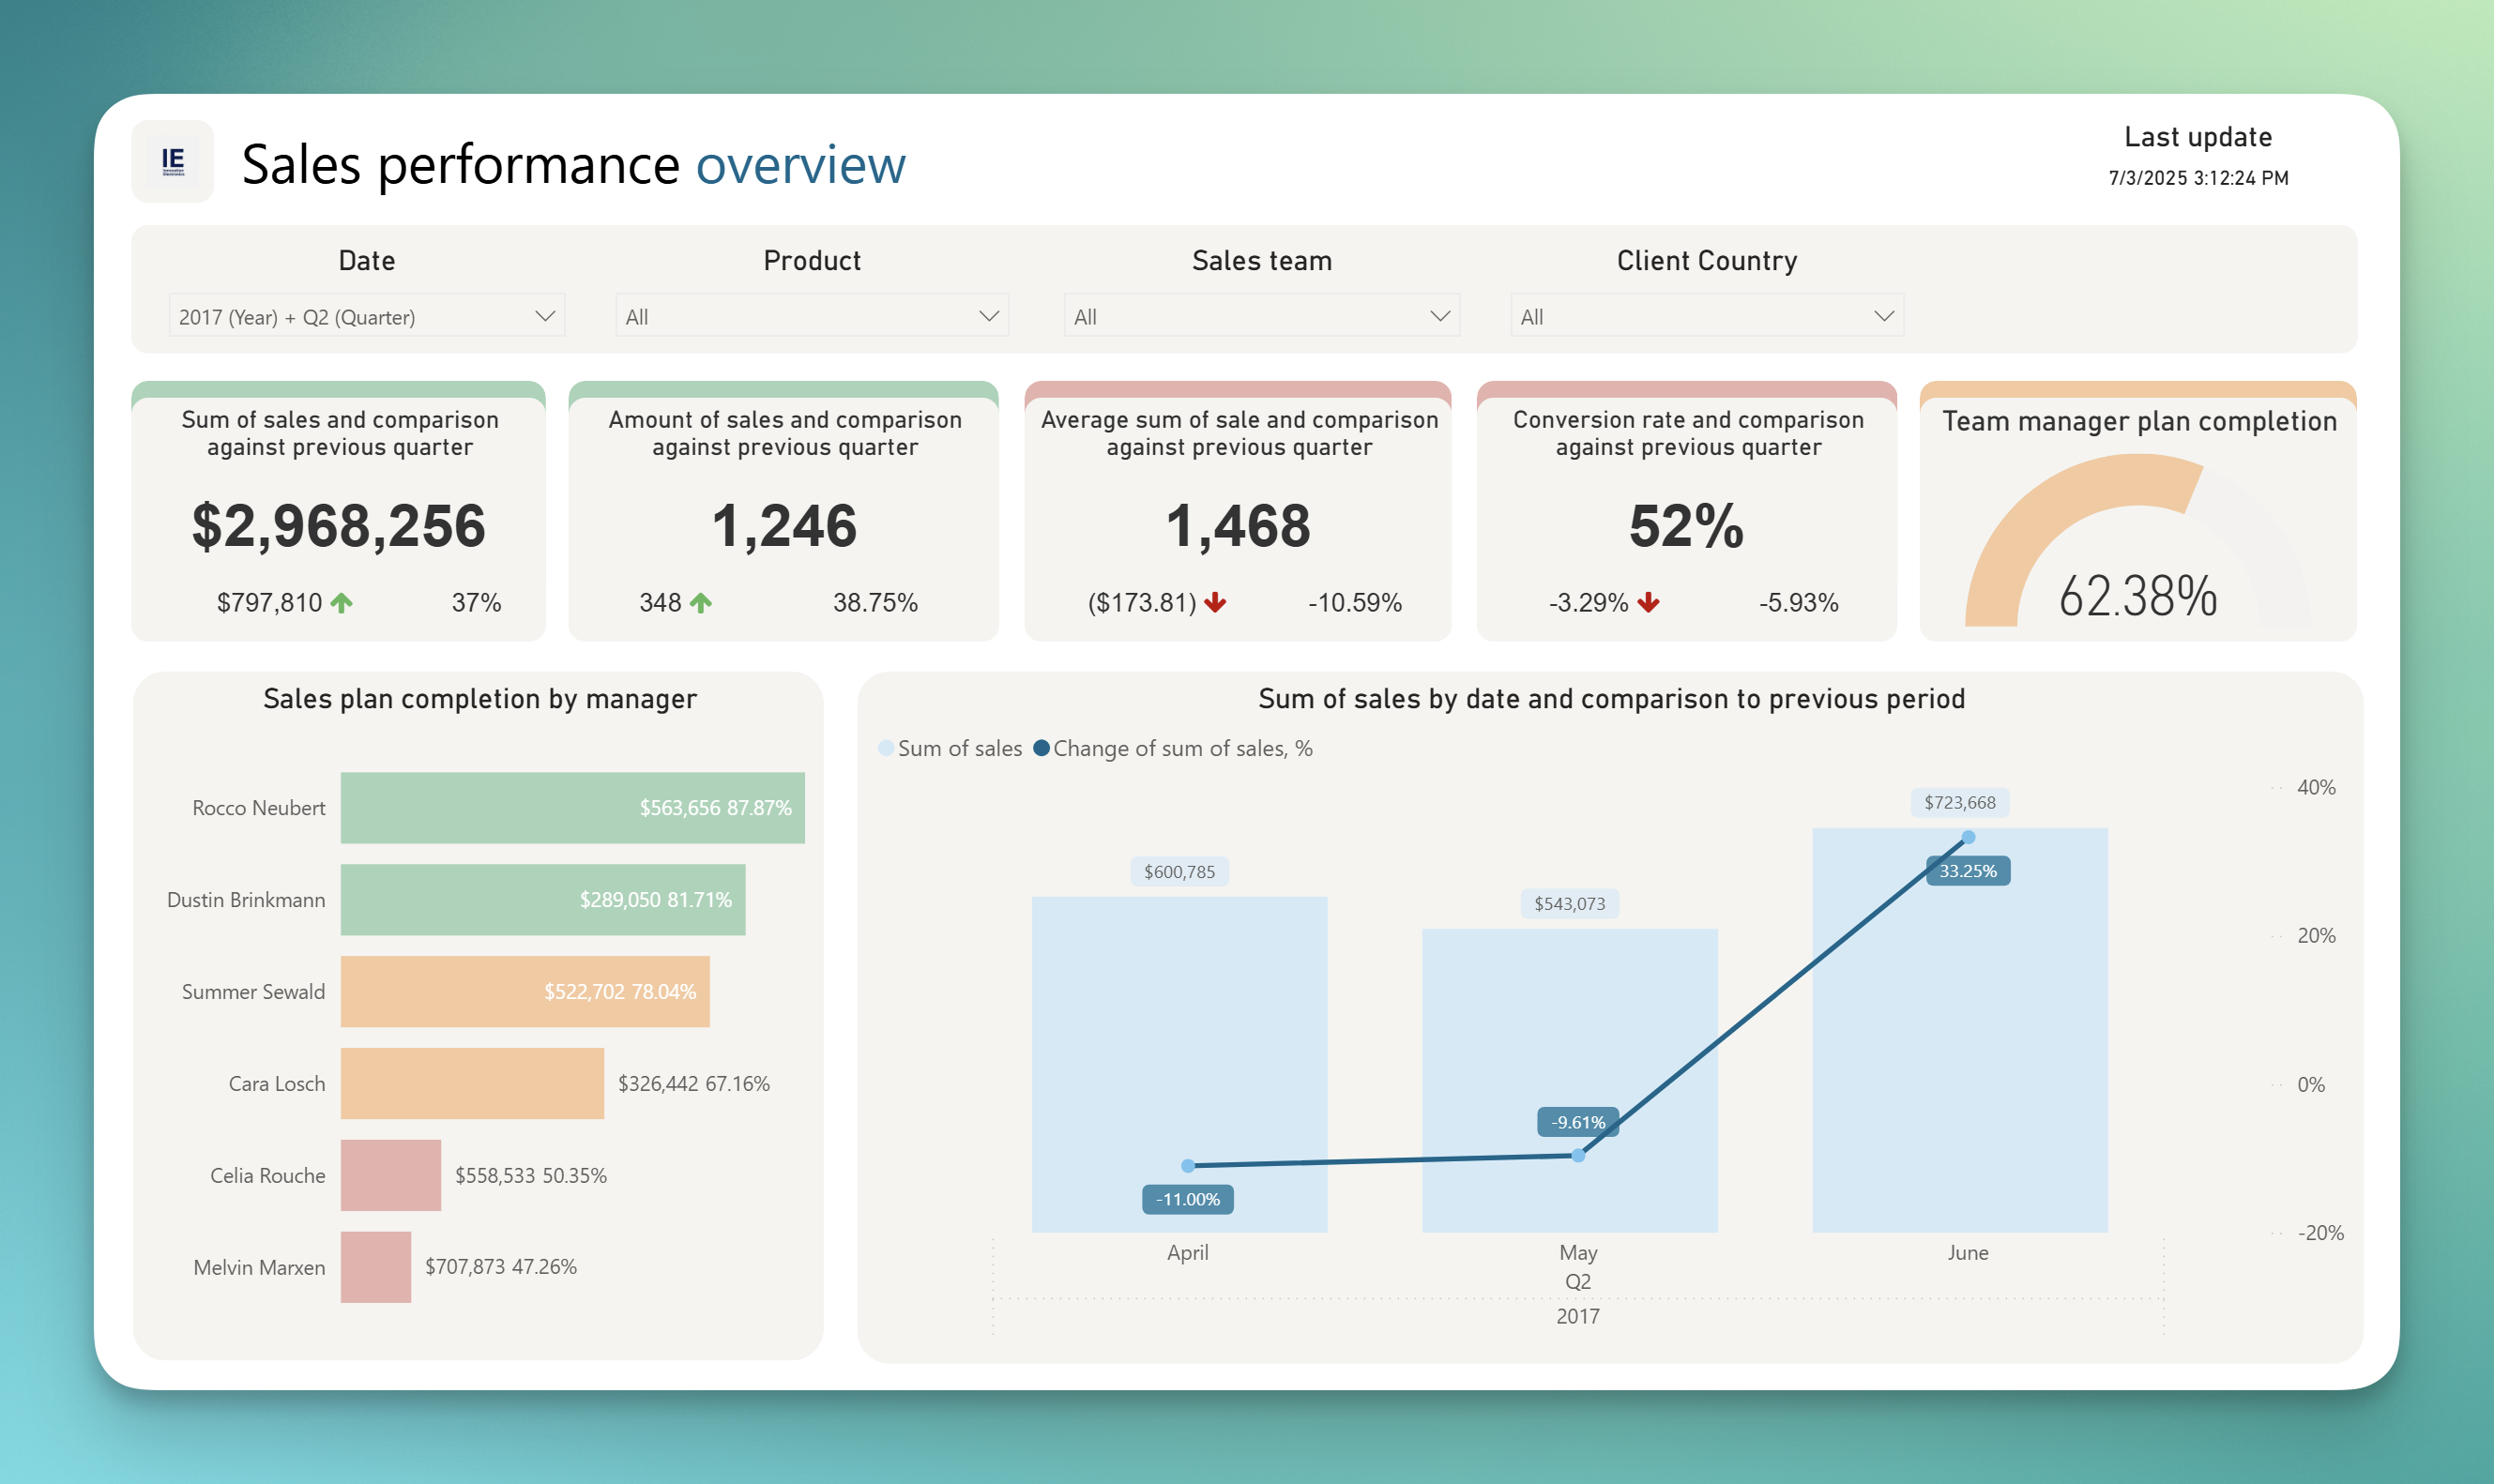 IE
Innovative
Electronics
Sales performance overview
Last update
7/3/2025 3:12:24 PM
Date
Product
Sales team
Client Country
2017 (Year) + Q2 (Quarter)
All
All
All
Sum of sales and comparison
against previous quarter
$2,968,256
$797,810
37%
Amount of sales and comparison
against previous quarter
1,246
348
38.75%
Average sum of sale and comparison
against previous quarter
1,468
($173.81)
-10.59%
Conversion rate and comparison
against previous quarter
52%
-3.29%
-5.93%
Team manager plan completion
62.38%
Sales plan completion by manager
Rocco Neubert
$563,656 87.87%
Dustin Brinkmann
$289,050 81.71%
Summer Sewald
$522,702 78.04%
Cara Losch
$326,442 67.16%
Celia Rouche
$558,533 50.35%
Melvin Marxen
$707,873 47.26%
Sum of sales by date and comparison to previous period
Sum of sales
Change of sum of sales, %
$600,785
$543,073
$723,668
-11.00%
-9.61%
33.25%
40%
20%
0%
-20%
April
May
June
Q2
2017